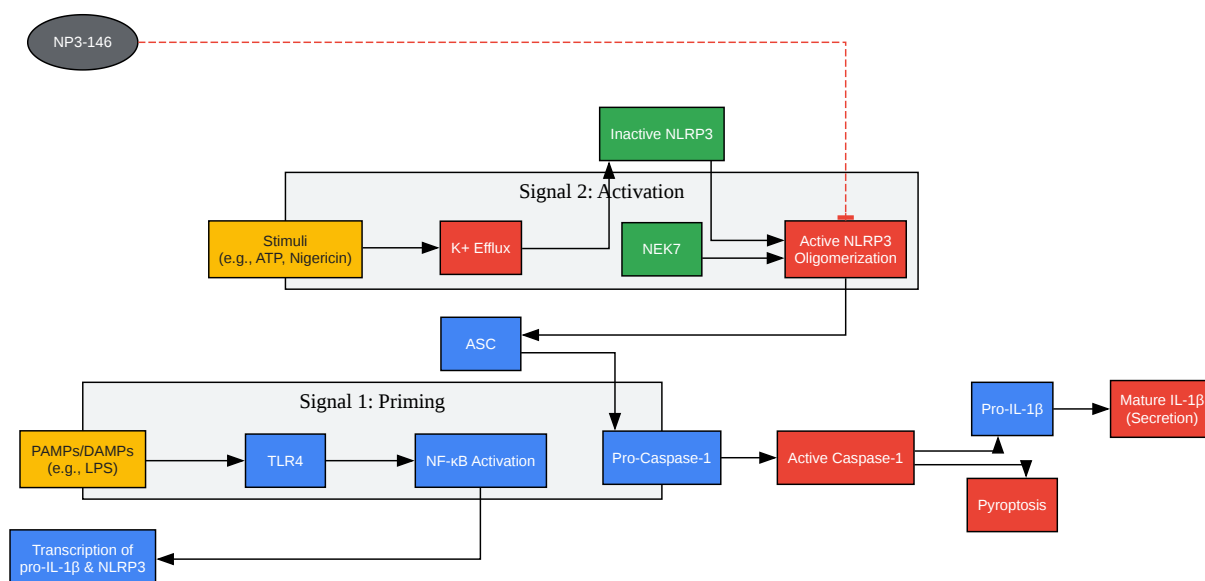 NP3-146
Inactive NLRP3
Signal 2: Activation
Stimuli
(e.g., ATP, Nigericin)
K+ Efflux
NEK7
Active NLRP3
Oligomerization
ASC
Signal 1: Priming
PAMPs/DAMPs
(e.g., LPS)
TLR4
NF-κB Activation
Pro-Caspase-1
Active Caspase-1
Pro-IL-1β
Mature IL-1β
(Secretion)
Pyroptosis
Transcription of
pro-IL-1β & NLRP3